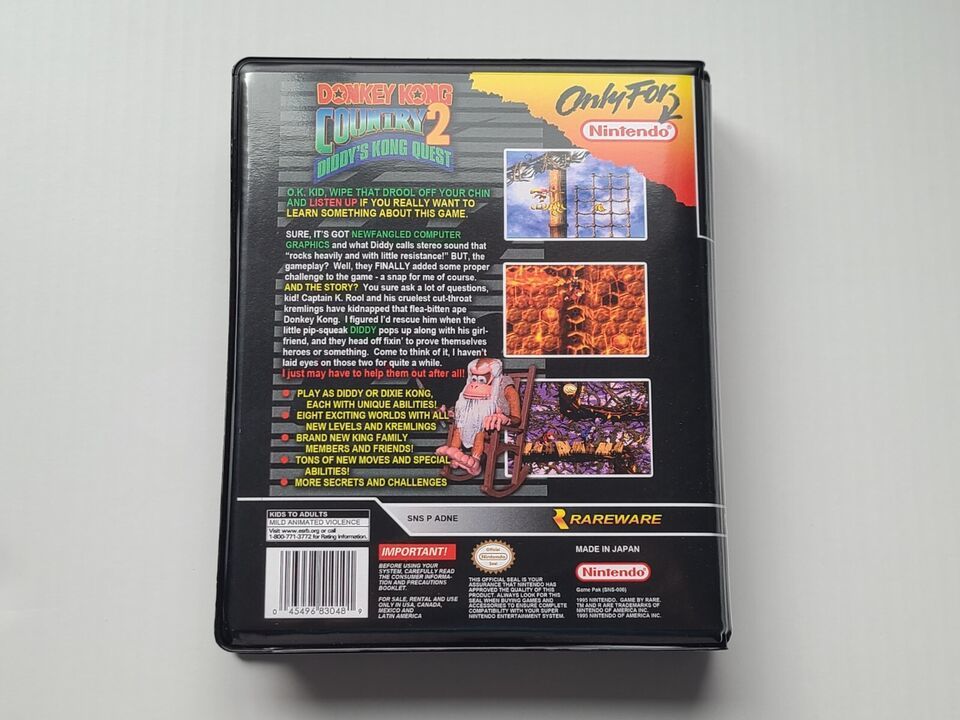 DONKEY KONG
COUNTRY 2
DIDDY'S KONG QUEST
Only For
Nintendo
O.K. KID, WIPE THAT DROOL OFF YOUR CHIN
AND LISTEN UP IF YOU REALLY WANT TO
LEARN SOMETHING ABOUT THIS GAME.
SURE, IT'S GOT NEWFANGLED COMPUTER
GRAPHICS and what Diddy calls stereo sound that
"rocks heavily and with little resistance!" BUT, the
gameplay? Well, they FINALLY added some proper
challenge to the game - a snap for me of course.
AND THE STORY? You sure ask a lot of questions,
kid! Captain K. Rool and his cruelest cut-throat
kremlings have kidnapped that flea-bitten ape
Donkey Kong. I figured I'd rescue him when the
little pip-squeak DIDDY pops up along with his girl-
friend, and they head off fixin' to prove themselves
heroes or something. Come to think of it, I haven't
laid eyes on those two for quite a while.
I just may have to help them out after all!
PLAY AS DIDDY OR DIXIE KONG,
EACH WITH UNIQUE ABILITIES!
EIGHT EXCITING WORLDS WITH ALL
NEW LEVELS AND KREMLINGS
BRAND NEW KING FAMILY
MEMBERS AND FRIENDS!
TONS OF NEW MOVES AND SPECIAL
ABILITIES!
MORE SECRETS AND CHALLENGES
KIDS TO ADULTS
MILD ANIMATED VIOLENCE
Visit www.esrb.org or call
1-800-771-3772 for Rating Information.
SNS P ADNE
RAREWARE
0 45496 83048 9
IMPORTANT!
BEFORE USING YOUR
SYSTEM, CAREFULLY READ
THE CONSUMER INFORMA-
TION AND PRECAUTIONS
BOOKLET.
FOR SALE, RENTAL AND USE
ONLY IN USA, CANADA,
MEXICO AND
LATIN AMERICA
Official
Nintendo
Seal
THIS OFFICIAL SEAL IS YOUR
ASSURANCE THAT NINTENDO HAS
APPROVED THE QUALITY OF THIS
PRODUCT. ALWAYS LOOK FOR THIS
SEAL WHEN BUYING GAMES AND
ACCESSORIES TO ENSURE COMPLETE
COMPATIBILITY WITH YOUR SUPER
NINTENDO ENTERTAINMENT SYSTEM.
MADE IN JAPAN
Nintendo
Game Pak (SNS-006)
1995 NINTENDO. GAME BY RARE.
TM AND R ARE TRADEMARKS OF
NINTENDO OF AMERICA INC.
1995 NINTENDO OF AMERICA INC.